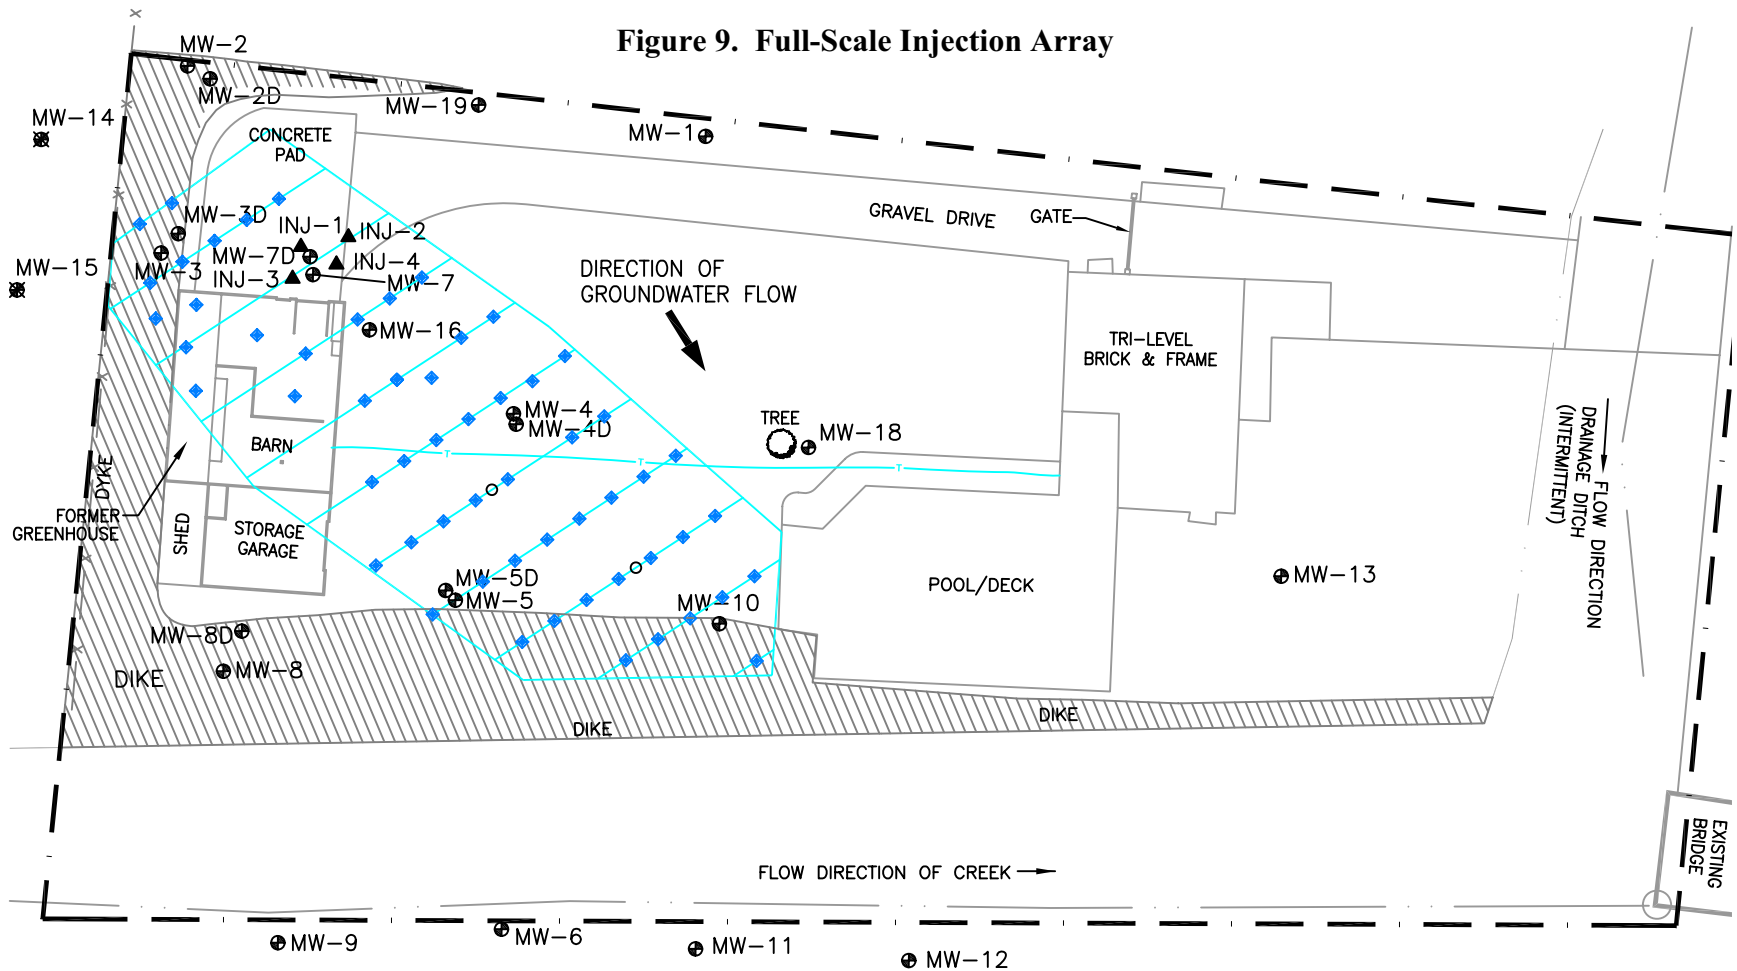 Figure 9. Full-Scale Injection Array
MW-2
MW-2D
MW-19
MW-14
MW-1
CONCRETE
PAD
MW-3D
INJ-1
INJ-2
GRAVEL DRIVE
GATE
MW-7D
INJ-4
MW-15
MW-3
INJ-3
MW-7
DIRECTION OF
GROUNDWATER FLOW
MW-16
TRI-LEVEL
BRICK & FRAME
MW-4
MW-4D
TREE
MW-18
DRAINAGE DITCH
(INTERMITTENT)
FLOW DIRECTION
BARN
T
T
T
DYKE
FORMER
GREENHOUSE
SHED
STORAGE
GARAGE
MW-5D
MW-5
MW-10
POOL/DECK
MW-13
MW-8D
MW-8
DIKE
DIKE
DIKE
EXISTING
BRIDGE
FLOW DIRECTION OF CREEK
MW-9
MW-6
MW-11
MW-12